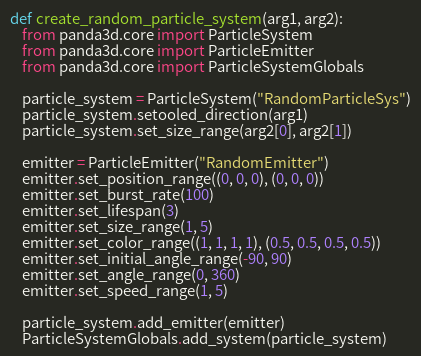 def create_random_particle_system(arg1, arg2):
from panda3d.core import ParticleSystem
from panda3d.core import ParticleEmitter
from panda3d.core import ParticleSystemGlobals
particle_system = ParticleSystem("RandomParticleSys")
particle_system.setooled_direction(arg1)
particle_system.set_size_range(arg2[0], arg2[1])
emitter = ParticleEmitter("RandomEmitter")
emitter.set_position_range((0, 0, 0), (0, 0, 0))
emitter.set_burst_rate(100)
emitter.set_lifespan(3)
emitter.set_size_range(1, 5)
emitter.set_color_range((1, 1, 1, 1), (0.5, 0.5, 0.5, 0.5))
emitter.set_initial_angle_range(-90, 90)
emitter.set_angle_range(0, 360)
emitter.set_speed_range(1, 5)
particle_system.add_emitter(emitter)
ParticleSystemGlobals.add_system(particle_system)